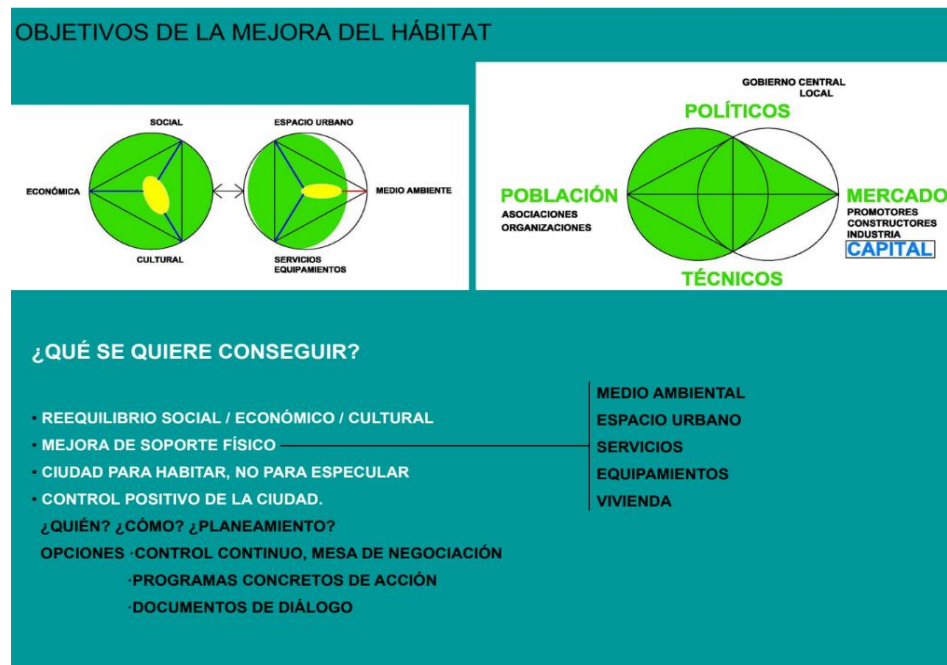 OBJETIVOS DE LA MEJORA DEL HÁBITAT
SOCIAL
ESPACIO URBANO
ECONÓMICA
MEDIO AMBIENTE
CULTURAL
SERVICIOS
EQUIPAMIENTOS
GOBIERNO CENTRAL
LOCAL
POLÍTICOS
POBLACIÓN
ASOCIACIONES
ORGANIZACIONES
MERCADO
PROMOTORES
CONSTRUCTORES
INDUSTRIA
CAPITAL
TÉCNICOS
¿QUÉ SE QUIERE CONSEGUIR?
• REEQUILIBRIO SOCIAL / ECONÓMICO / CULTURAL
• MEJORA DE SOPORTE FÍSICO
• CIUDAD PARA HABITAR, NO PARA ESPECULAR
• CONTROL POSITIVO DE LA CIUDAD.
¿QUIÉN? ¿CÓMO? ¿PLANEAMIENTO?
OPCIONES ·CONTROL CONTINUO, MESA DE NEGOCIACIÓN
·PROGRAMAS CONCRETOS DE ACCIÓN
·DOCUMENTOS DE DIÁLOGO
MEDIO AMBIENTAL
ESPACIO URBANO
SERVICIOS
EQUIPAMIENTOS
VIVIENDA